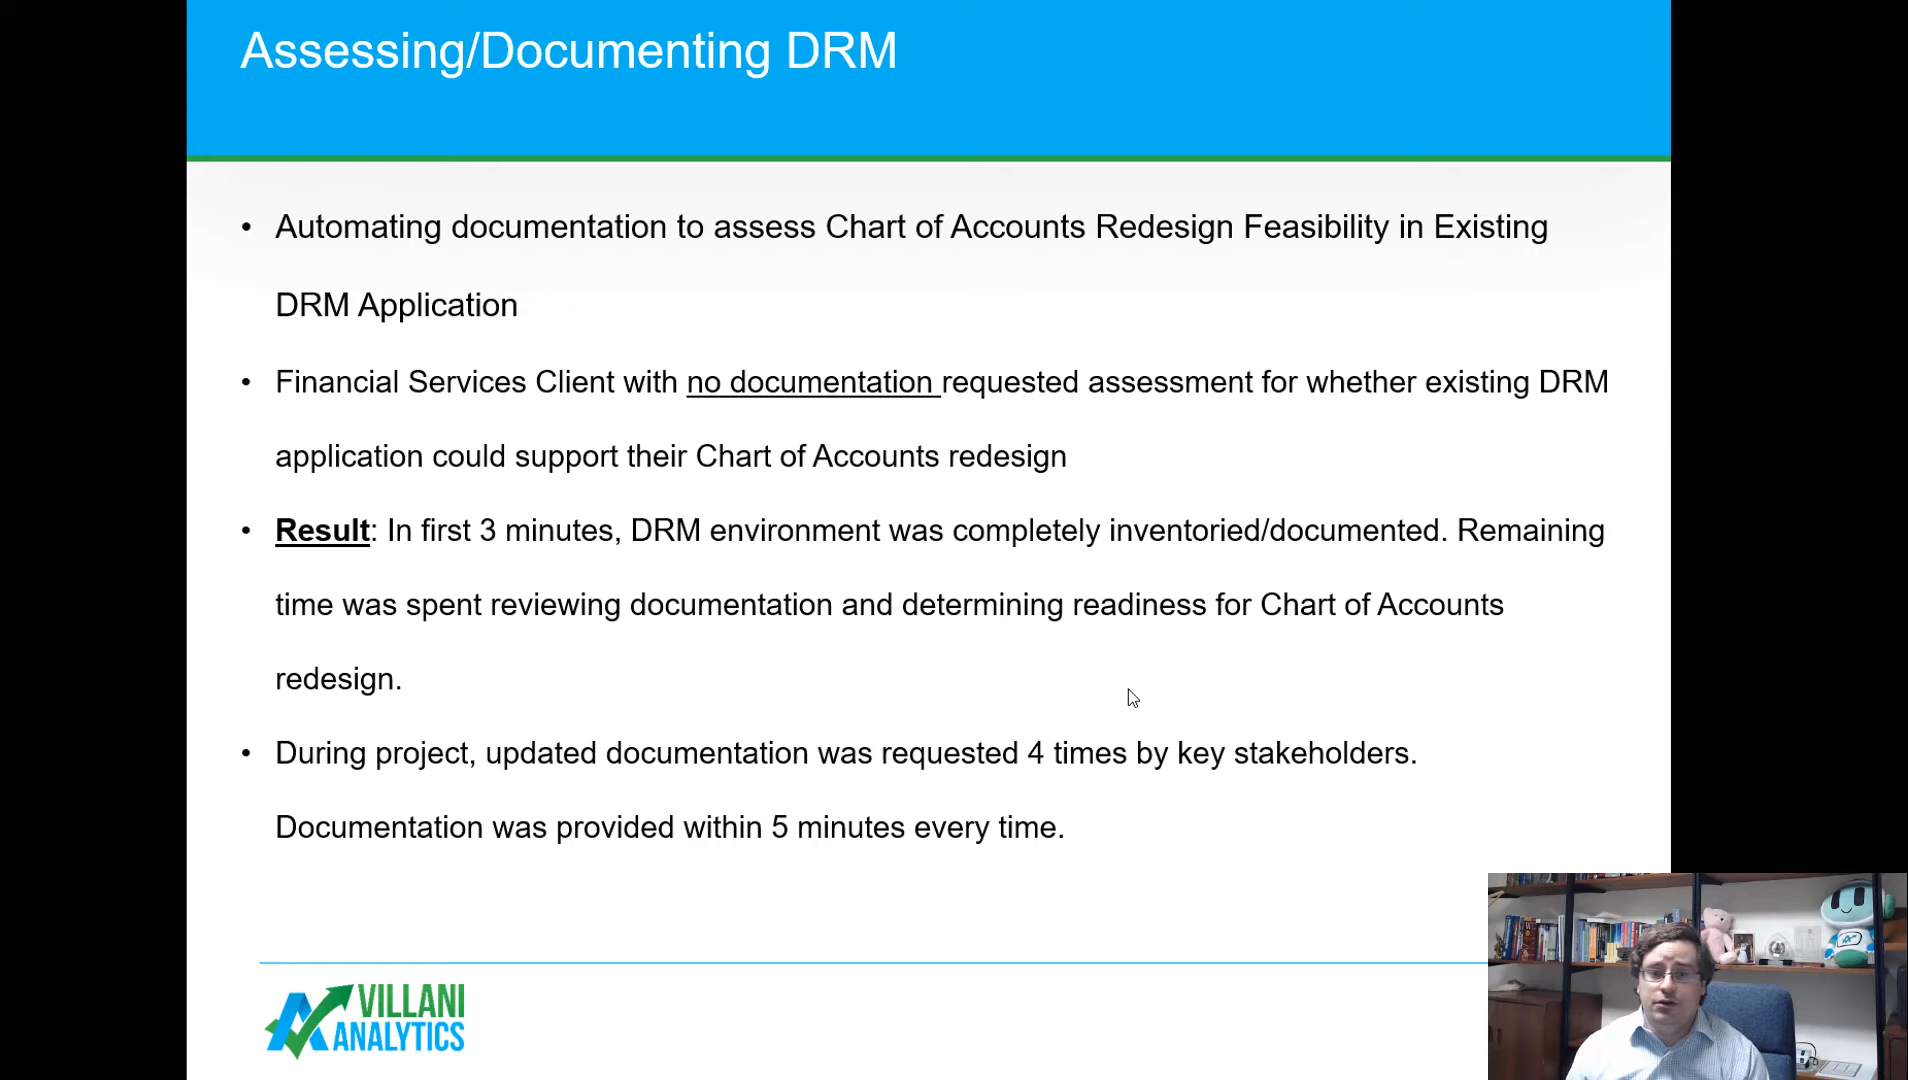 Assessing/Documenting DRM
• Automating documentation to assess Chart of Accounts Redesign Feasibility in Existing
DRM Application
• Financial Services Client with no documentation requested assessment for whether existing DRM
application could support their Chart of Accounts redesign
• Result: In first 3 minutes, DRM environment was completely inventoried/documented. Remaining
time was spent reviewing documentation and determining readiness for Chart of Accounts
redesign.
• During project, updated documentation was requested 4 times by key stakeholders.
Documentation was provided within 5 minutes every time.
VILLANI
ANALYTICS